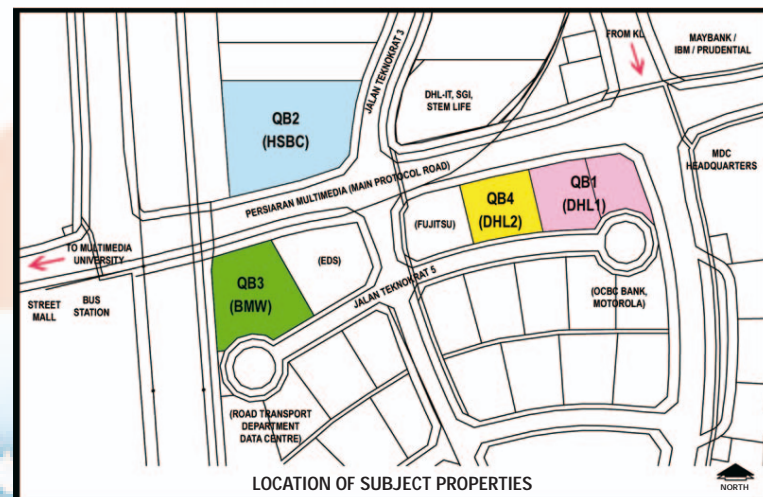 FROM KL
MAYBANK /
IBM / PRUDENTIAL
JALAN TEKNOKRAT 3
DHL-IT, SGI,
STEM LIFE
QB2
(HSBC)
MDC
HEADQUARTERS
PERSIARAN MULTIMEDIA (MAIN PROTOCOL ROAD)
QB1
(DHL1)
QB4
(DHL2)
(FUJITSU)
TO MULTIMEDIA
UNIVERSITY
(EDS)
QB3
(BMW)
JALAN TEKNOKRAT 5
(OCBC BANK,
MOTOROLA)
STREET
MALL
BUS
STATION
(ROAD TRANSPORT
DEPARTMENT
DATA CENTRE)
LOCATION OF SUBJECT PROPERTIES
NORTH